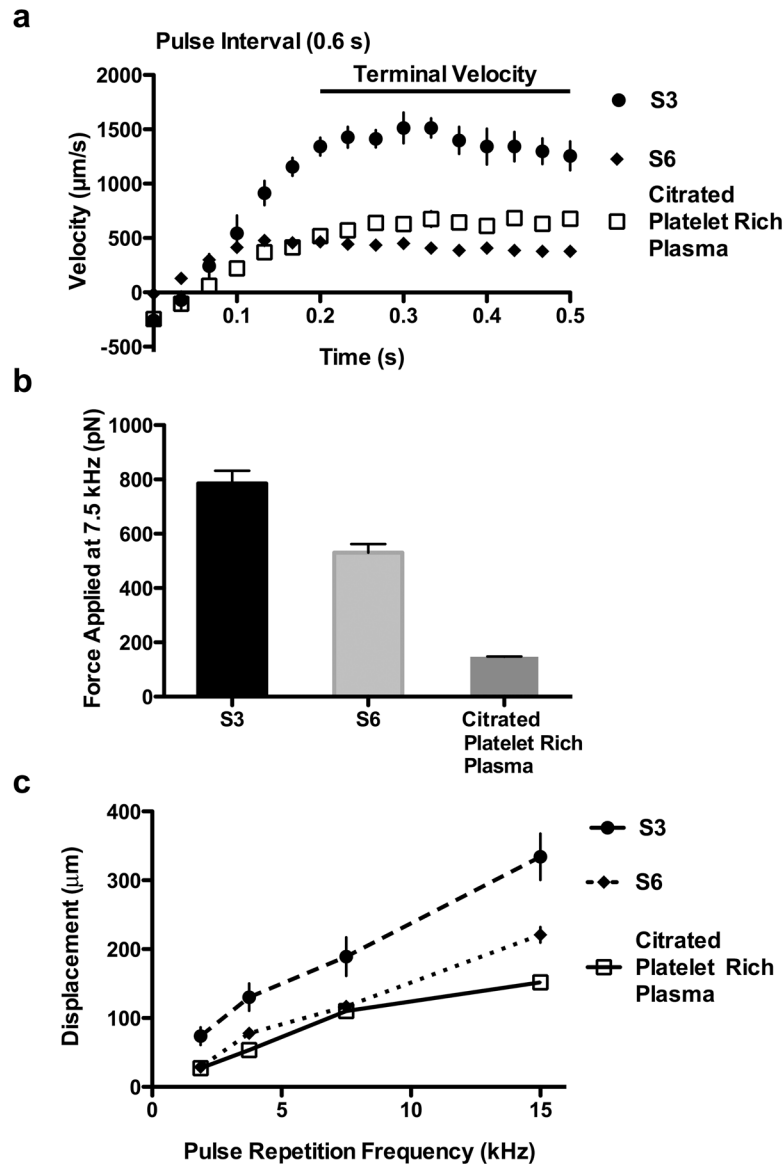 a
Pulse Interval (0.6 s)
Terminal Velocity
2000
1500
1000
500
0
-500
0.1
0.2
0.3
0.4
0.5
Velocity (µm/s)
Time (s)
S3
S6
Citrated
Platelet Rich
Plasma
b
Force Applied at 7.5 kHz (pN)
1000
800
600
400
200
0
S3
S6
Citrated
Platelet Rich
Plasma
c
Displacement (µm)
400
300
200
100
0
0
5
10
15
Pulse Repetition Frequency (kHz)
S3
S6
Citrated
Platelet Rich
Plasma